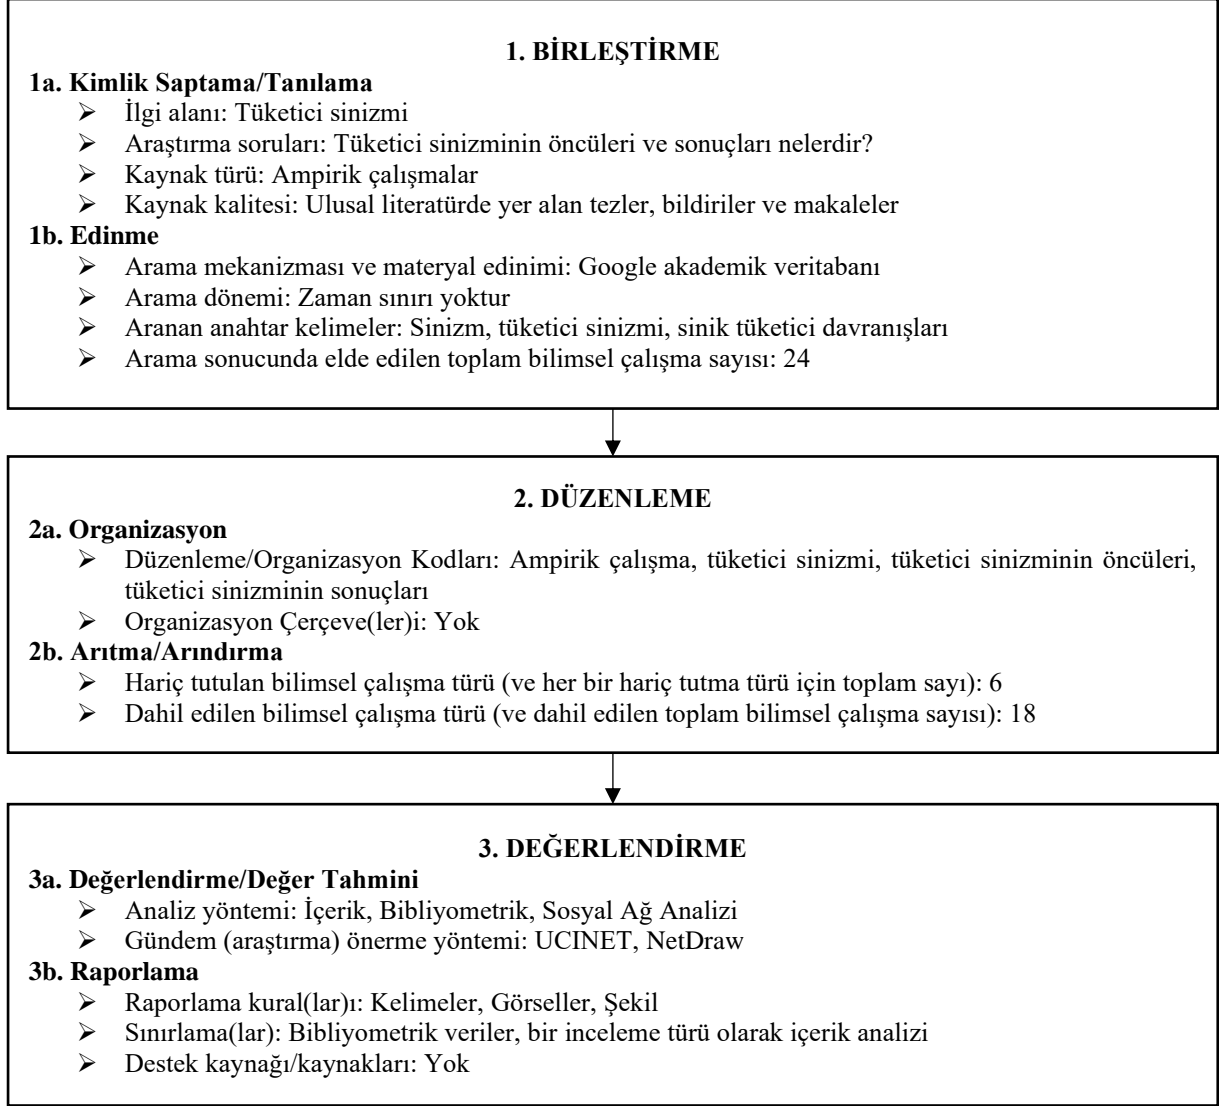 1. BİRLEŞTİRME
1a. Kimlik Saptama/Tanılama
➢ İlgi alanı: Tüketici sinizmi
➢ Araştırma soruları: Tüketici sinizminin öncüleri ve sonuçları nelerdir?
➢ Kaynak türü: Ampirik çalışmalar
➢ Kaynak kalitesi: Ulusal literatürde yer alan tezler, bildiriler ve makaleler
1b. Edinme
➢ Arama mekanizması ve materyal edinimi: Google akademik veritabanı
➢ Arama dönemi: Zaman sınırı yoktur
➢ Aranan anahtar kelimeler: Sinizm, tüketici sinizmi, sinik tüketici davranışları
➢ Arama sonucunda elde edilen toplam bilimsel çalışma sayısı: 24
2. DÜZENLEME
2a. Organizasyon
➢ Düzenleme/Organizasyon Kodları: Ampirik çalışma, tüketici sinizmi, tüketici sinizminin öncüleri,
tüketici sinizminin sonuçları
➢ Organizasyon Çerçeve(ler)i: Yok
2b. Arıtma/Arındırma
➢ Hariç tutulan bilimsel çalışma türü (ve her bir hariç tutma türü için toplam sayı): 6
➢ Dahil edilen bilimsel çalışma türü (ve dahil edilen toplam bilimsel çalışma sayısı): 18
3. DEĞERLENDİRME
3a. Değerlendirme/Değer Tahmini
➢ Analiz yöntemi: İçerik, Bibliyometrik, Sosyal Ağ Analizi
➢ Gündem (araştırma) önerme yöntemi: UCINET, NetDraw
3b. Raporlama
➢ Raporlama kural(lar)ı: Kelimeler, Görseller, Şekil
➢ Sınırlama(lar): Bibliyometrik veriler, bir inceleme türü olarak içerik analizi
➢ Destek kaynağı/kaynakları: Yok